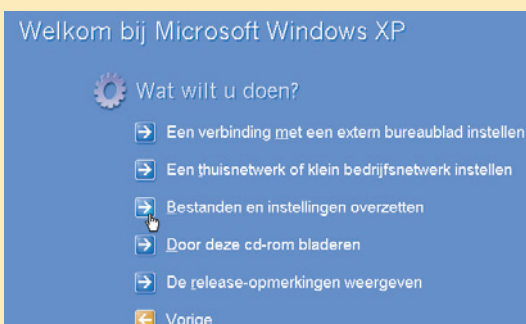 Welkom bij Microsoft Windows XP
Wat wilt u doen?
Een verbinding met een extern bureaublad instellen
Een thuisnetwerk of klein bedrijfsnetwerk instellen
Bestanden en instellingen overzetten
Door deze cd-rom bladeren
De release-opmerkingen weergeven
Vorige